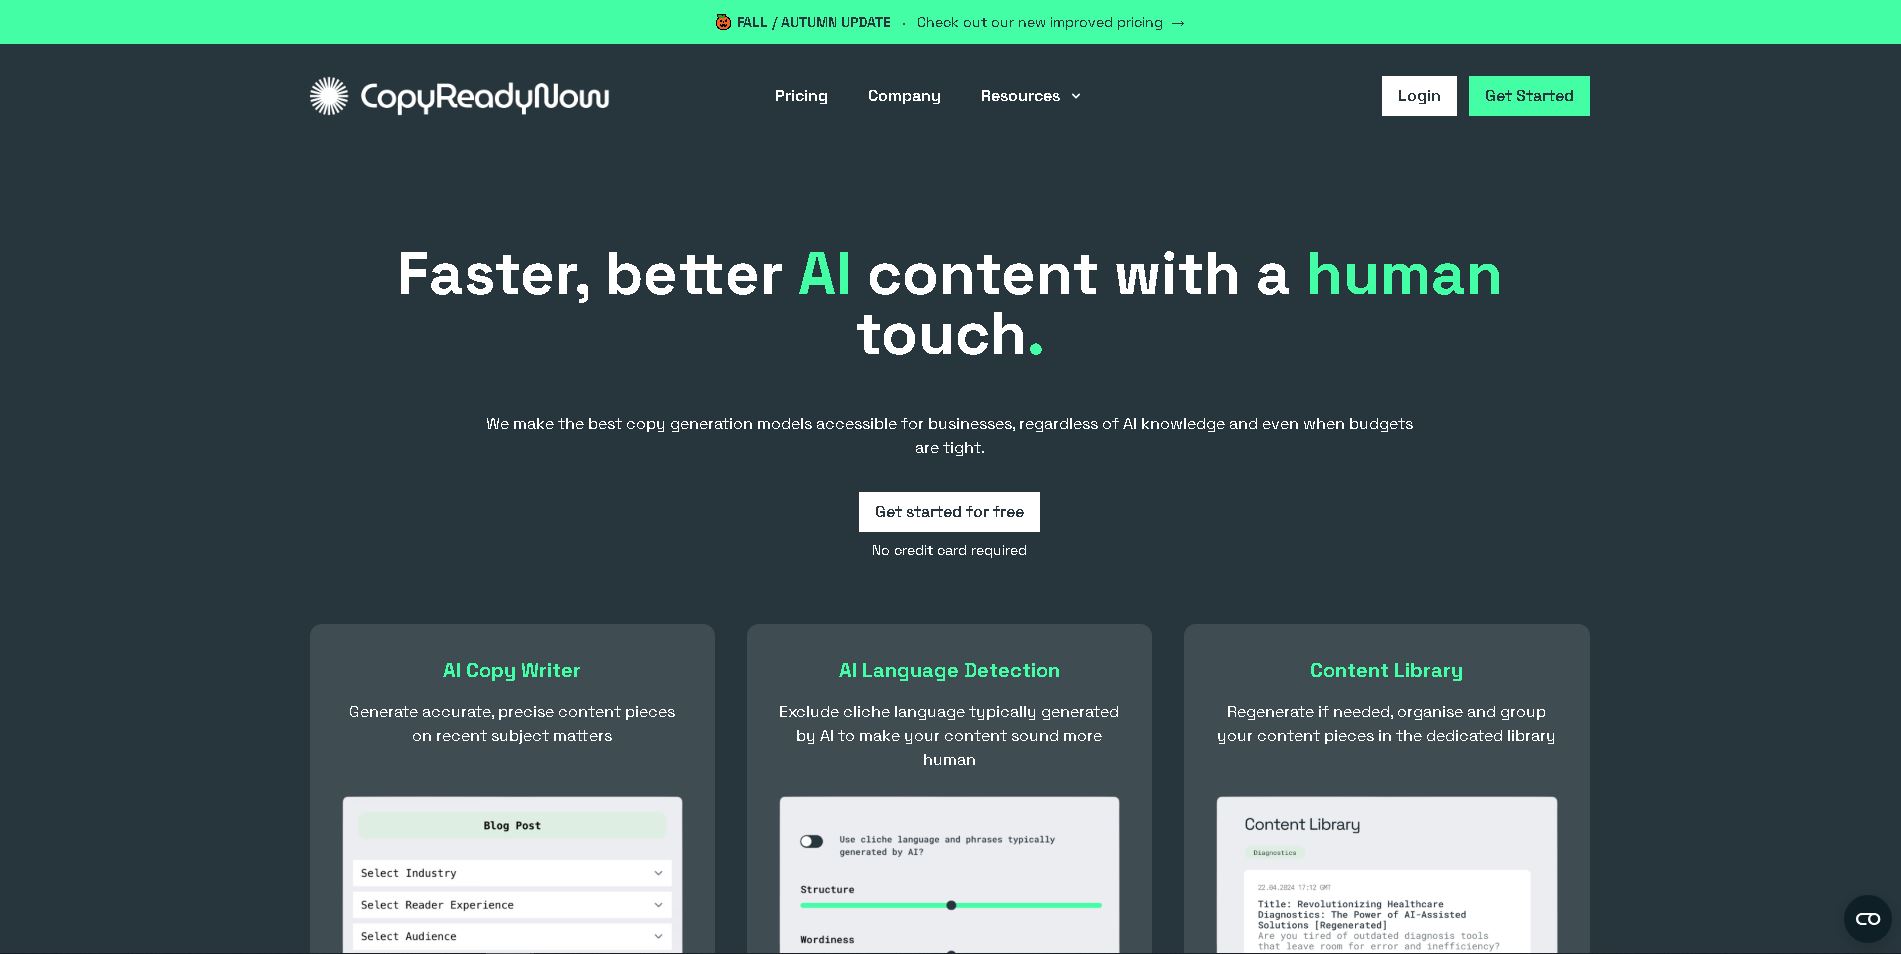 FALL / AUTUMN UPDATE · Check out our new improved pricing →
CopyReadyNow
Pricing
Company
Resources
Login
Get Started
Faster, better AI content with a human
touch.
We make the best copy generation models accessible for businesses, regardless of AI knowledge and even when budgets
are tight.
Get started for free
No credit card required
AI Copy Writer
Generate accurate, precise content pieces
on recent subject matters
Blog Post
Select Industry
Select Reader Experience
Select Audience
AI Language Detection
Exclude cliche language typically generated
by AI to make your content sound more
human
Use cliche language and phrases typically
generated by AI?
Structure
Wordiness
Content Library
Regenerate if needed, organise and group
your content pieces in the dedicated library
Content Library
Diagnostics
22.04.2024 17:12 GMT
Title: Revolutionizing Healthcare
Diagnostics: The Power of AI-Assisted
Solutions [Regenerated]
Are you tired of outdated diagnosis tools
that leave room for error and inefficiency?